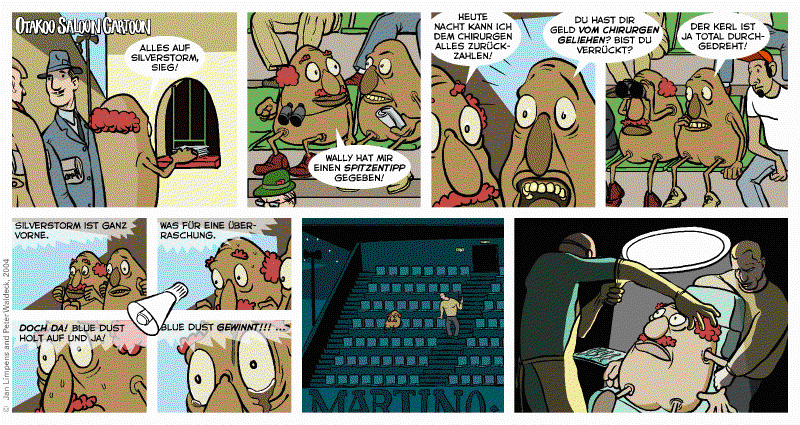 OTAKOO SALOON CARTOON
ALLES AUF
SILVERSTORM,
SIEG!
WALLY HAT MIR
EINEN SPITZENTIPP
GEGEBEN!
HEUTE
NACHT KANN ICH
DEM CHIRURGEN
ALLES ZURÜCK-
ZAHLEN!
DU HAST DIR
GELD VOM CHIRURGEN
GELIEHEN? BIST DU
VERRÜCKT?
DER KERL IST
JA TOTAL DURCH-
GEDREHT!
SILVERSTORM IST GANZ
VORNE.
WAS FÜR EINE ÜBER-
RASCHUNG.
DOCH DA! BLUE DUST
HOLT AUF UND JA!
BLUE DUST GEWINNT!!! ...
MARTINO.
© Jan Limpens and Peter Waldeck, 2004